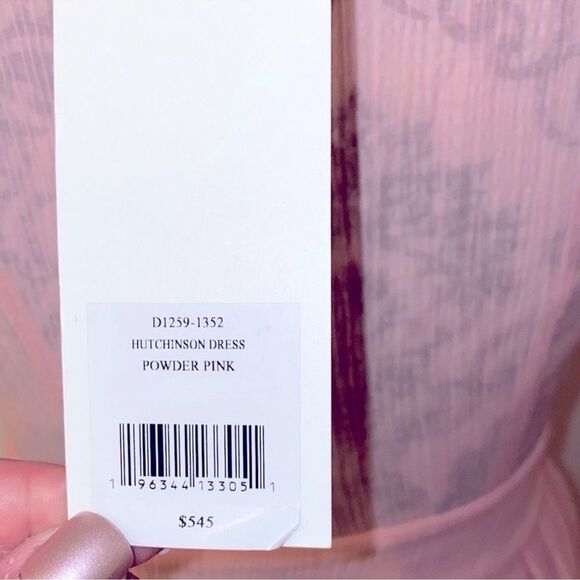 D1259-1352
HUTCHINSON DRESS
POWDER PINK
1 96344 13305 1
$545